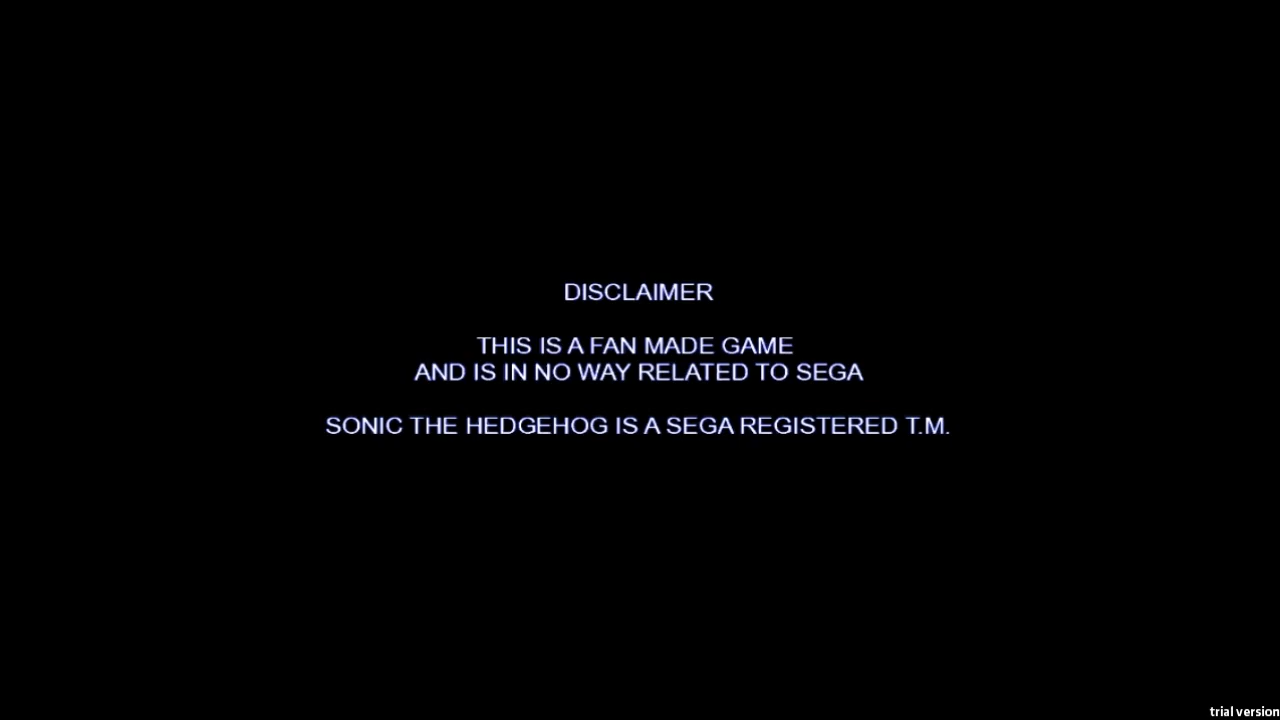 DISCLAIMER
THIS IS A FAN MADE GAME
AND IS IN NO WAY RELATED TO SEGA
SONIC THE HEDGEHOG IS A SEGA REGISTERED T.M.
trial version